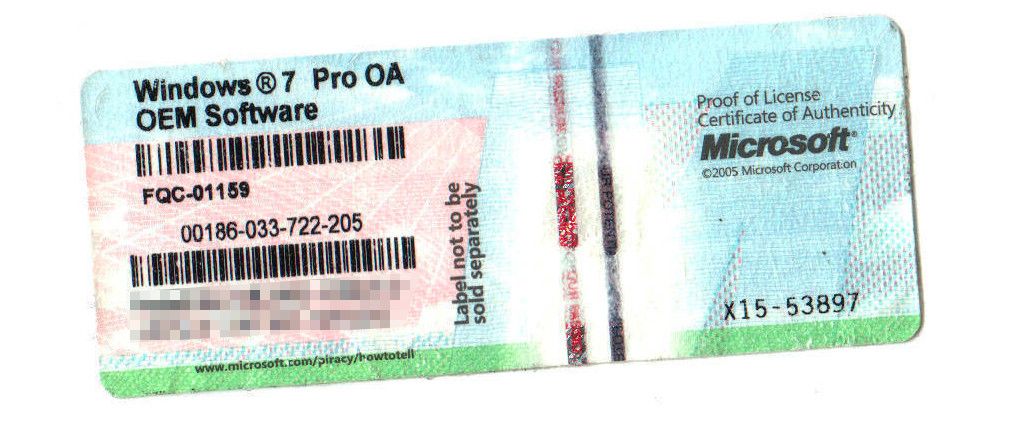 Windows ® 7 Pro OA
OEM Software
FQC-01159
00186-033-722-205
www.microsoft.com/piracy/howtotell
Label not to be
sold separately
Proof of License
Certificate of Authenticity
Microsoft®
©2005 Microsoft Corporation
X15-53897